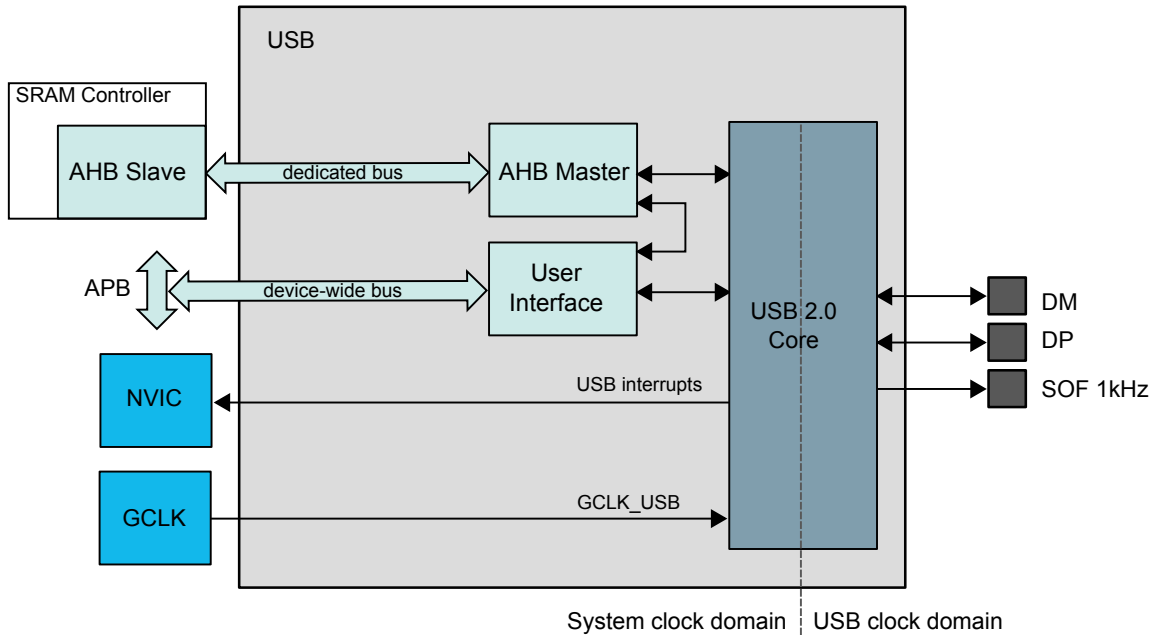 USB
SRAM Controller
AHB Slave
dedicated bus
AHB Master
APB
device-wide bus
User
Interface
USB 2.0
Core
DM
DP
SOF 1kHz
NVIC
USB interrupts
GCLK
GCLK_USB
System clock domain
USB clock domain